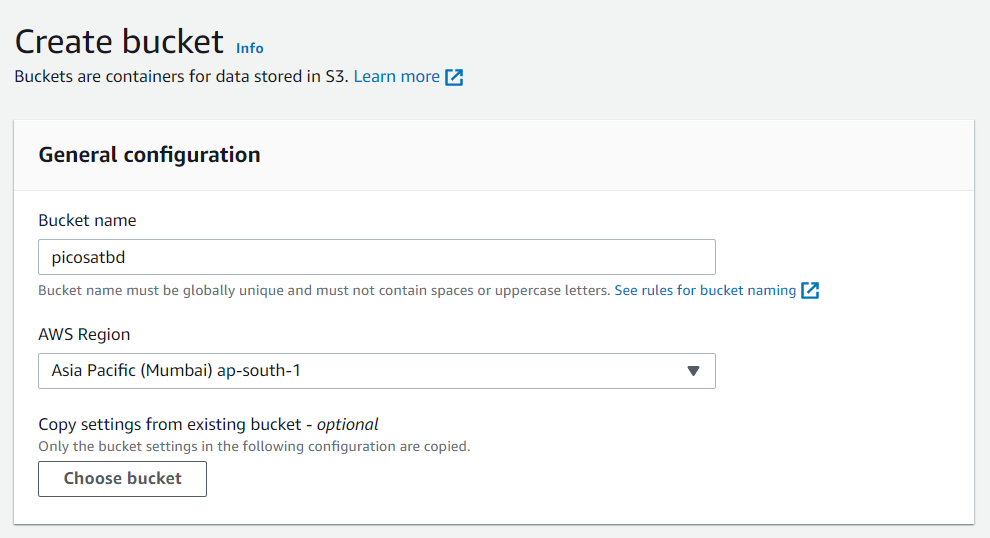 Create bucket Info
Buckets are containers for data stored in S3. Learn more
General configuration
Bucket name
picosatbd
Bucket name must be globally unique and must not contain spaces or uppercase letters. See rules for bucket naming
AWS Region
Asia Pacific (Mumbai) ap-south-1
Copy settings from existing bucket - optional
Only the bucket settings in the following configuration are copied.
Choose bucket